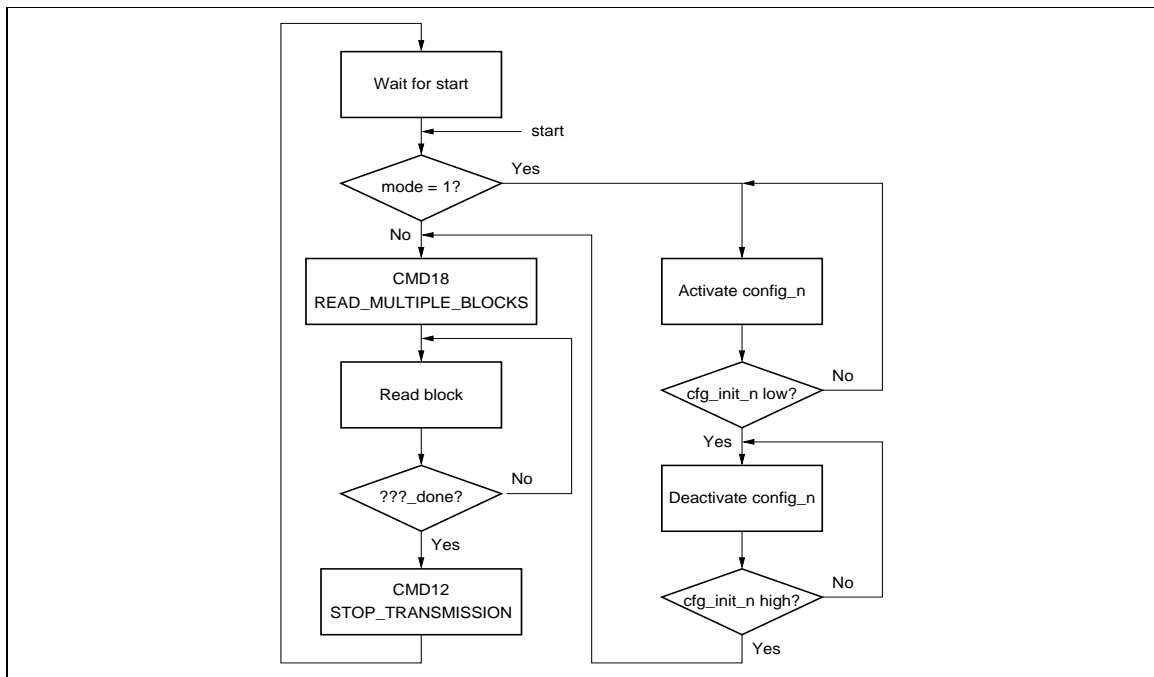 Wait for start
start
mode = 1?
Yes
No
CMD18
READ_MULTIPLE_BLOCKS
Read block
???_done?
No
Yes
CMD12
STOP_TRANSMISSION
Activate config_n
cfg_init_n low?
No
Yes
Deactivate config_n
cfg_init_n high?
No
Yes